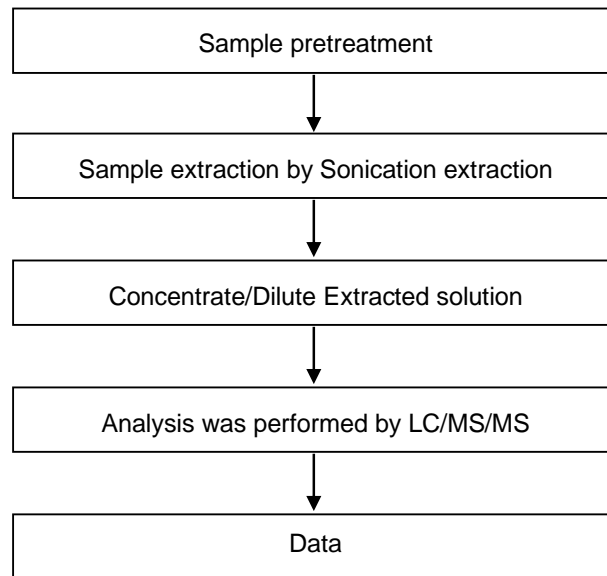 Sample pretreatment
Sample extraction by Sonication extraction
Concentrate/Dilute Extracted solution
Analysis was performed by LC/MS/MS
Data